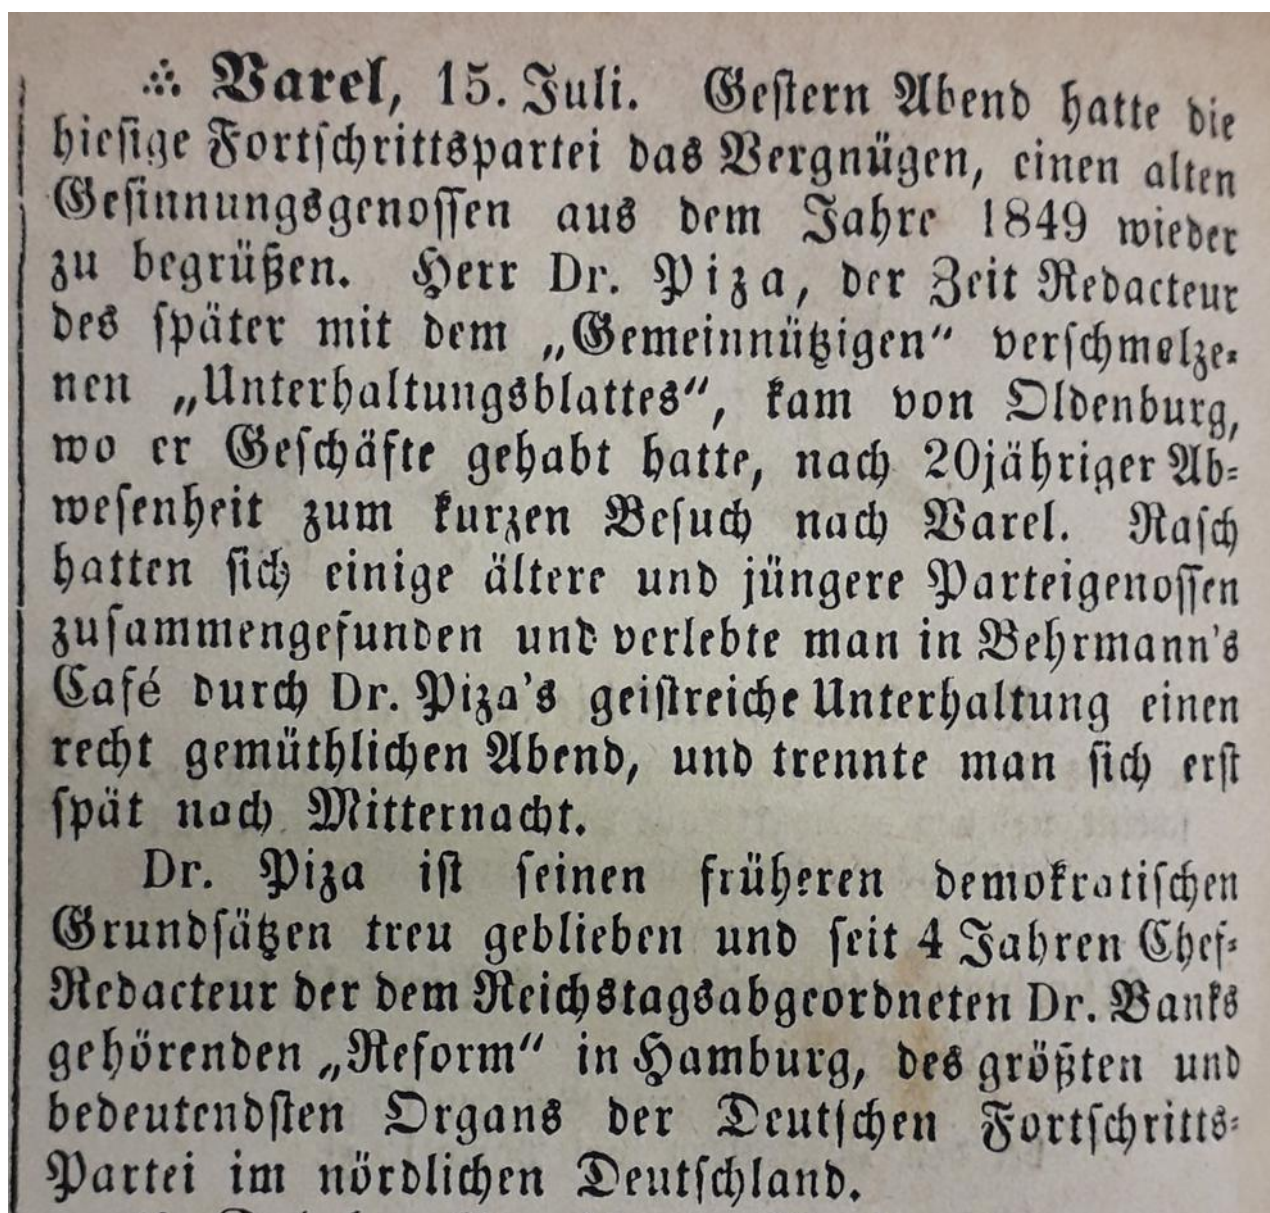 ∴ Varel, 15. Juli. Gestern Abend hatte die
hiesige Fortschrittspartei das Vergnügen, einen alten
Gesinnungsgenossen aus dem Jahre 1849 wieder
zu begrüßen. Herr Dr. Piza, der Zeit Redacteur
des später mit dem „Gemeinnützigen“ verschmolze-
nen „Unterhaltungsblattes“, kam von Oldenburg,
wo er Geschäfte gehabt hatte, nach 20jähriger Ab-
wesenheit zum kurzen Besuch nach Varel. Rasch
hatten sich einige ältere und jüngere Parteigenossen
zusammengefunden und verlebte man in Behrmann's
Café durch Dr. Piza's geistreiche Unterhaltung einen
recht gemüthlichen Abend, und trennte man sich erst
spät nach Mitternacht.
Dr. Piza ist seinen früheren demokratischen
Grundsätzen treu geblieben und seit 4 Jahren Chef-
Redacteur der dem Reichstagsabgeordneten Dr. Banks
gehörenden „Reform“ in Hamburg, des größten und
bedeutendsten Organs der Deutschen Fortschritts-
Partei im nördlichen Deutschland.